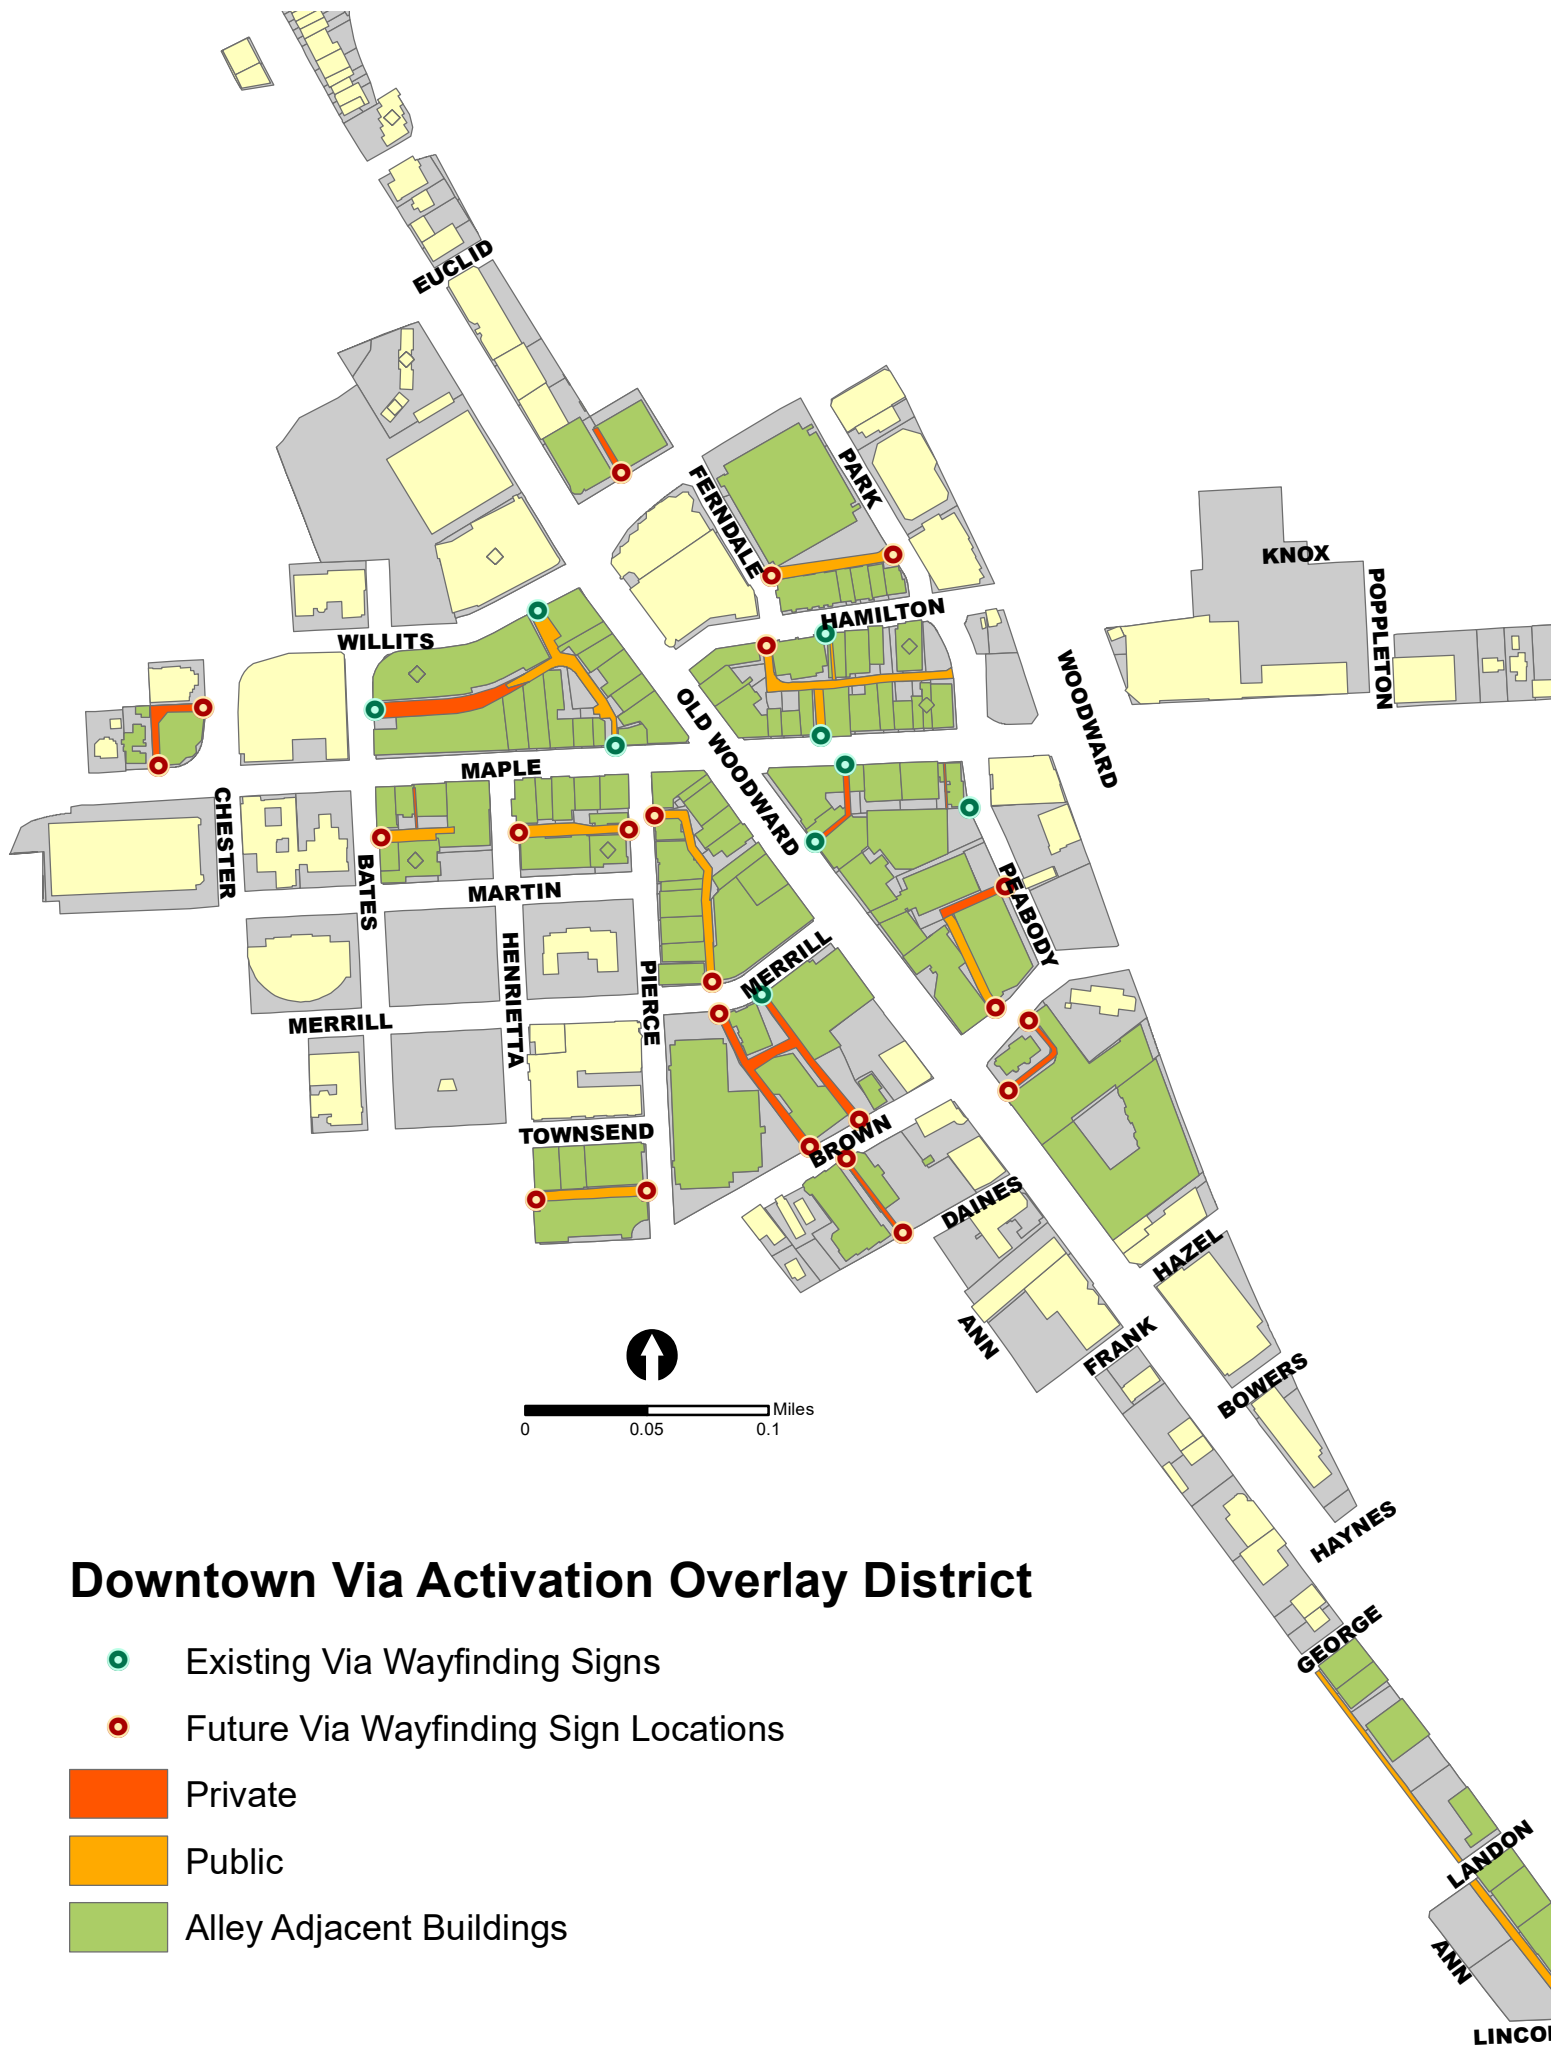 EUCLID
PARK
FERNDALE
KNOX
POPPLETON
HAMILTON
WILLITS
WOODWARD
OLD WOODWARD
MAPLE
CHESTER
BATES
MARTIN
PEABODY
HENRIETTA
PIERCE
MERRILL
MERRILL
TOWNSEND
BROWN
DAINES
HAZEL
ANN
FRANK
BOWERS
Miles
0
0.05
0.1
HAYNES
Downtown Via Activation Overlay District
GEORGE
Existing Via Wayfinding Signs
Future Via Wayfinding Sign Locations
Private
LANDON
Public
Alley Adjacent Buildings
ANN